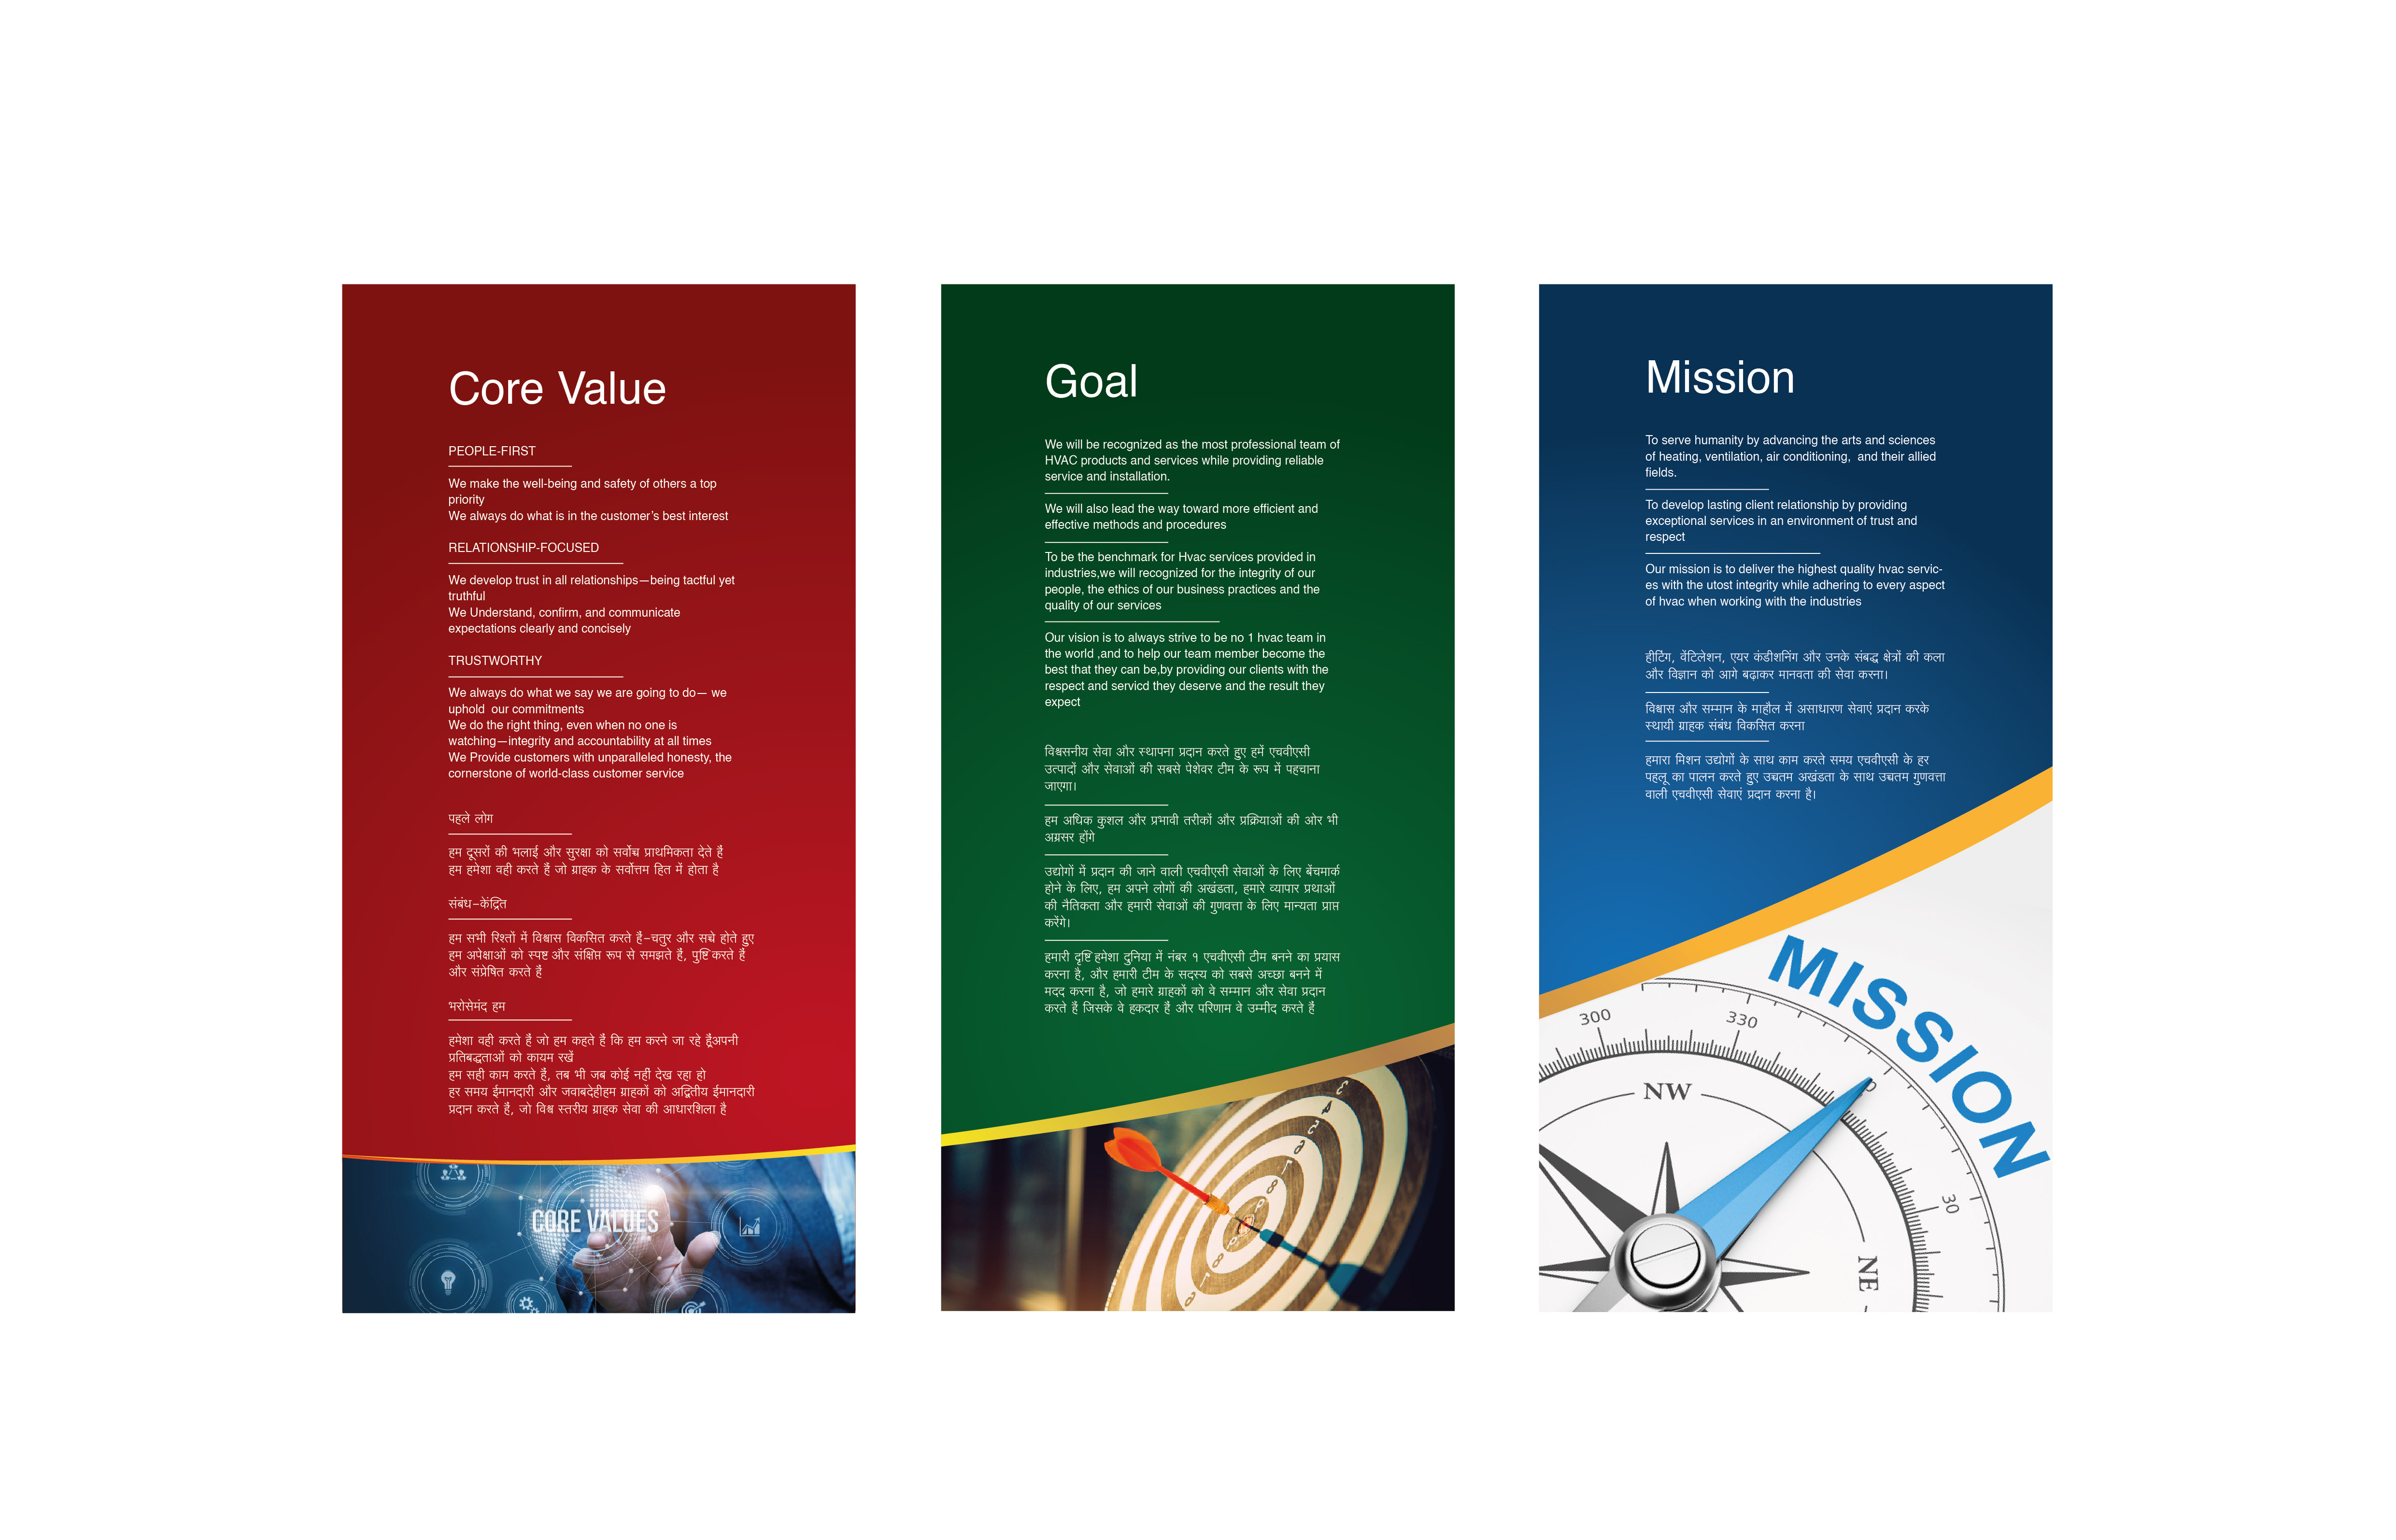 Core Value
PEOPLE-FIRST
We make the well-being and safety of others a top
priority
We always do what is in the customer's best interest
RELATIONSHIP-FOCUSED
We develop trust in all relationships—being tactful yet
truthful
We Understand, confirm, and communicate
expectations clearly and concisely
TRUSTWORTHY
We always do what we say we are going to do— we
uphold  our commitments
We do the right thing, even when no one is
watching—integrity and accountability at all times
We Provide customers with unparalleled honesty, the
cornerstone of world-class customer service
पहले लोग
हम दूसरों की भलाई और सुरक्षा को सर्वोच्च प्राथमिकता देते हैं
हम हमेशा वही करते हैं जो ग्राहक के सर्वोत्तम हित में होता है
संबंध-केंद्रित
हम सभी रिश्तों में विश्वास विकसित करते हैं-चतुर और सच्चे होते हुए
हम अपेक्षाओं को स्पष्ट और संक्षिप्त रूप से समझते हैं, पुष्टि करते हैं
और संप्रेषित करते हैं
भरोसेमंद हम
हमेशा वही करते हैं जो हम कहते हैं कि हम करने जा रहे हैंअपनी
प्रतिबद्धताओं को कायम रखें
हम सही काम करते हैं, तब भी जब कोई नहीं देख रहा हो
हर समय ईमानदारी और जवाबदेहीहम ग्राहकों को अद्वितीय ईमानदारी
प्रदान करते हैं, जो विश्व स्तरीय ग्राहक सेवा की आधारशिला है
CORE VALUES
Goal
We will be recognized as the most professional team of
HVAC products and services while providing reliable
service and installation.
We will also lead the way toward more efficient and
effective methods and procedures
To be the benchmark for Hvac services provided in
industries,we will recognized for the integrity of our
people, the ethics of our business practices and the
quality of our services
Our vision is to always strive to be no 1 hvac team in
the world ,and to help our team member become the
best that they can be,by providing our clients with the
respect and servicd they deserve and the result they
expect
विश्वसनीय सेवा और स्थापना प्रदान करते हुए हमें एचवीएसी
उत्पादों और सेवाओं की सबसे पेशेवर टीम के रूप में पहचाना
जाएगा।
हम अधिक कुशल और प्रभावी तरीकों और प्रक्रियाओं की ओर भी
अग्रसर होंगे
उद्योगों में प्रदान की जाने वाली एचवीएसी सेवाओं के लिए बेंचमार्क
होने के लिए, हम अपने लोगों की अखंडता, हमारे व्यापार प्रथाओं
की नैतिकता और हमारी सेवाओं की गुणवत्ता के लिए मान्यता प्राप्त
करेंगे।
हमारी दृष्टि हमेशा दुनिया में नंबर १ एचवीएसी टीम बनने का प्रयास
करना है, और हमारी टीम के सदस्य को सबसे अच्छा बनने में
मदद करना है, जो हमारे ग्राहकों को वे सम्मान और सेवा प्रदान
करते हैं जिसके वे हकदार हैं और परिणाम वे उम्मीद करते हैं
Mission
To serve humanity by advancing the arts and sciences
of heating, ventilation, air conditioning,  and their allied
fields.
To develop lasting client relationship by providing
exceptional services in an environment of trust and
respect
Our mission is to deliver the highest quality hvac servic-
es with the utost integrity while adhering to every aspect
of hvac when working with the industries
हीटिंग, वेंटिलेशन, एयर कंडीशनिंग और उनके संबद्ध क्षेत्रों की कला
और विज्ञान को आगे बढ़ाकर मानवता की सेवा करना।
विश्वास और सम्मान के माहौल में असाधारण सेवाएं प्रदान करके
स्थायी ग्राहक संबंध विकसित करना
हमारा मिशन उद्योगों के साथ काम करते समय एचवीएसी के हर
पहलू का पालन करते हुए उच्चतम अखंडता के साथ उच्चतम गुणवत्ता
वाली एचवीएसी सेवाएं प्रदान करना है।
MISSION
300
330
NW
30
NE